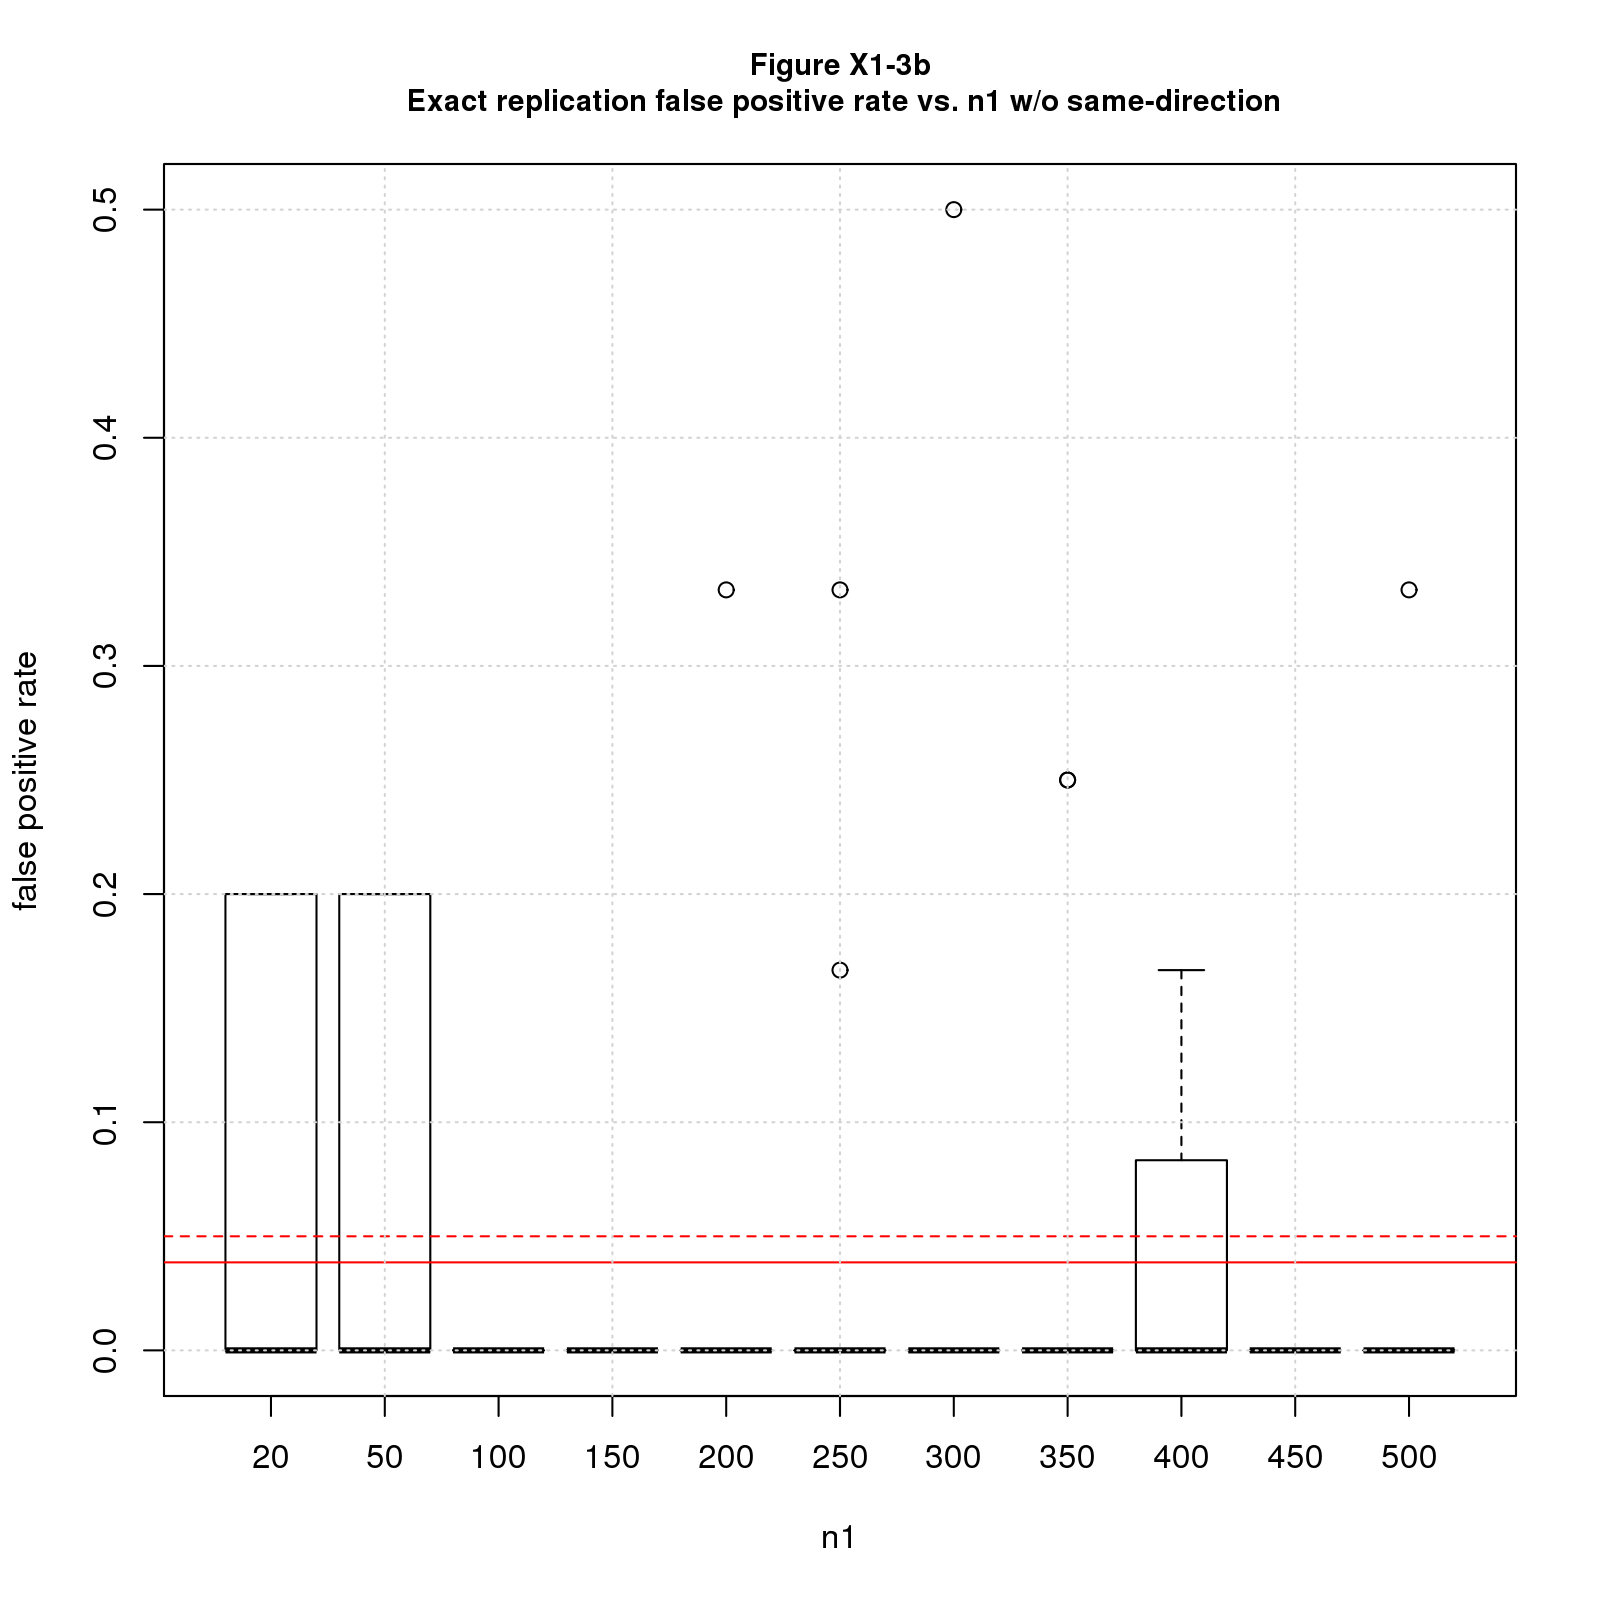 Figure X1-3b
Exact replication false positive rate vs. n1 w/o same-direction
false positive rate
0.5
0.4
0.3
0.2
0.1
0.0
20 50 100 150 200 250 300 350 400 450 500
n1